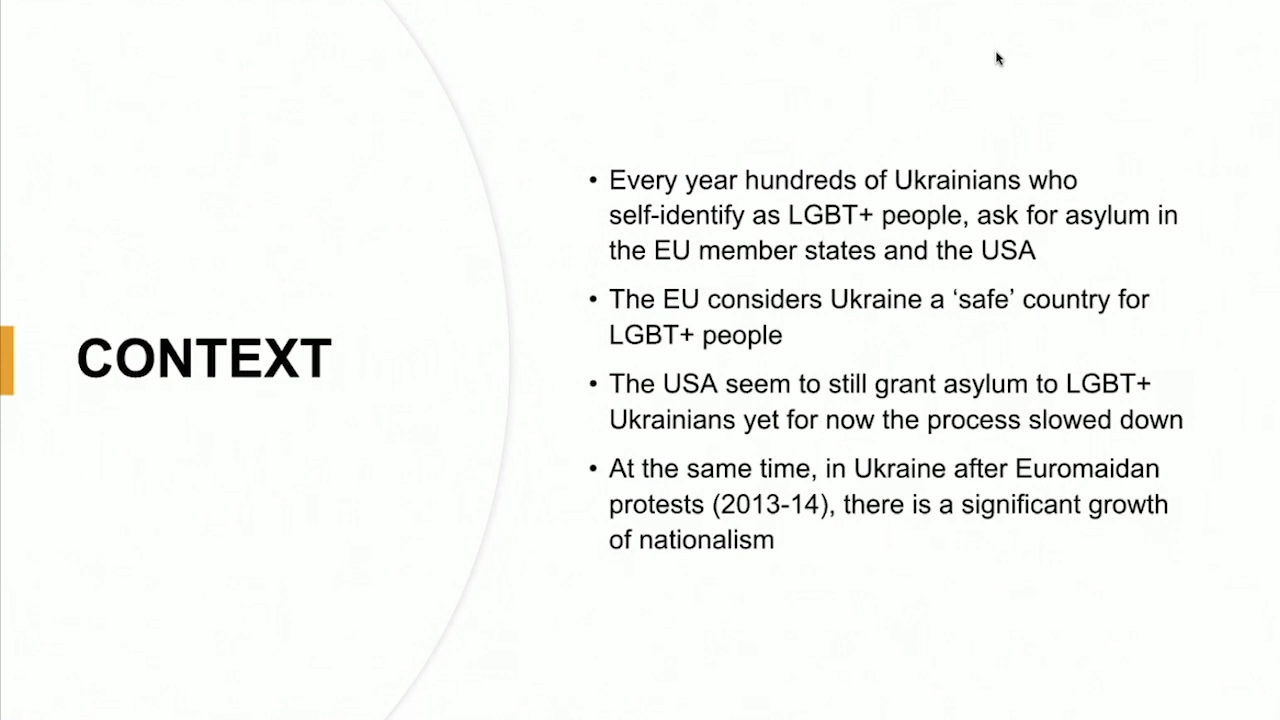 CONTEXT
• Every year hundreds of Ukrainians who
self-identify as LGBT+ people, ask for asylum in
the EU member states and the USA
• The EU considers Ukraine a ‘safe’ country for
LGBT+ people
• The USA seem to still grant asylum to LGBT+
Ukrainians yet for now the process slowed down
• At the same time, in Ukraine after Euromaidan
protests (2013-14), there is a significant growth
of nationalism